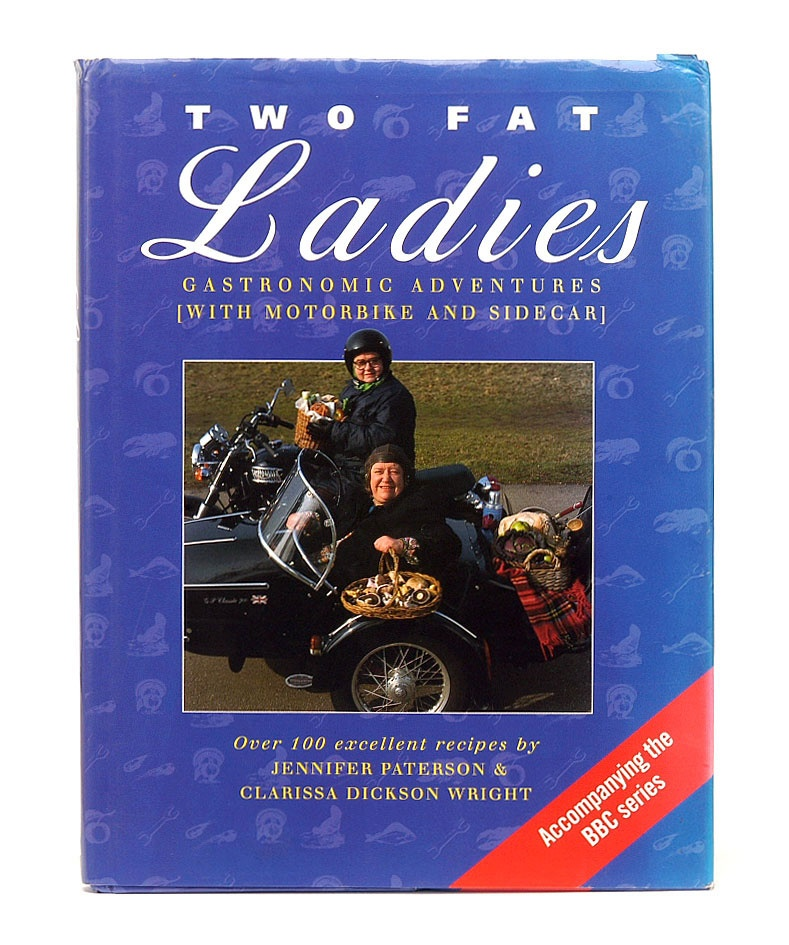 TWO FAT
Ladies
GASTRONOMIC ADVENTURES
[WITH MOTORBIKE AND SIDECAR]
Over 100 excellent recipes by
JENNIFER PATERSON &
CLARISSA DICKSON WRIGHT
Accompanying the
BBC series